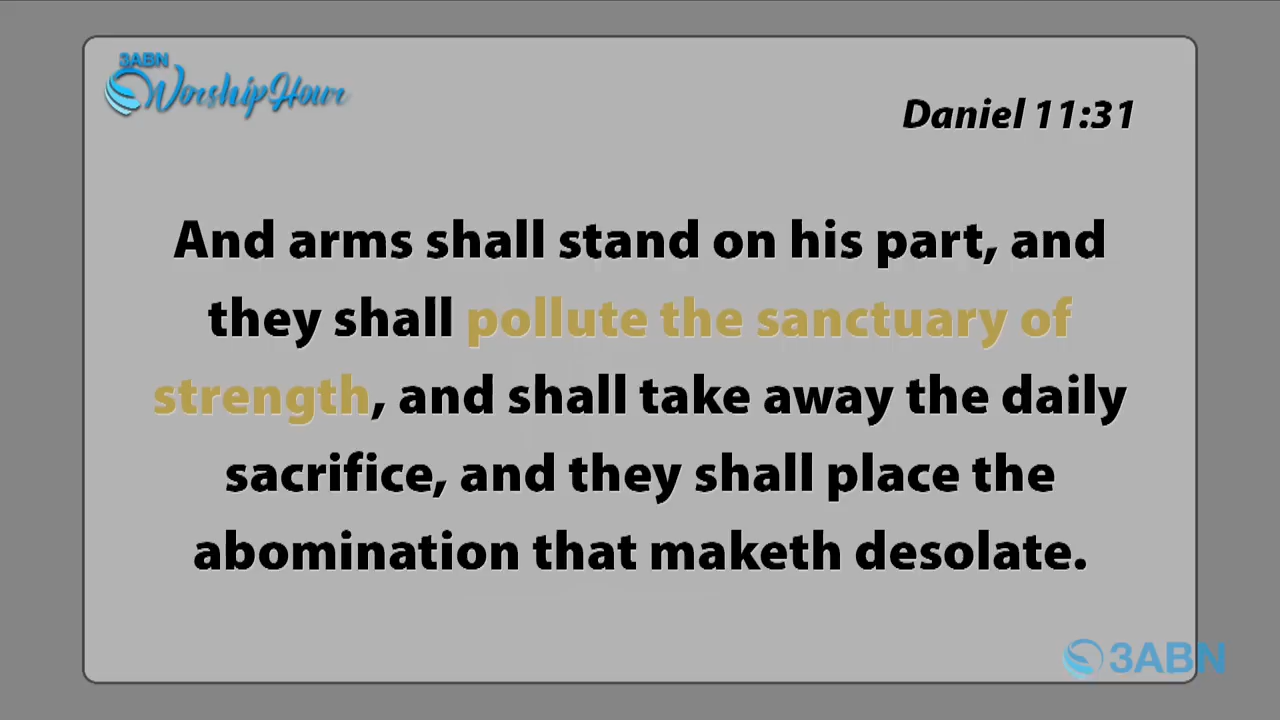 3ABN
Worship Hour
Daniel 11:31
And arms shall stand on his part, and
they shall pollute the sanctuary of
strength, and shall take away the daily
sacrifice, and they shall place the
abomination that maketh desolate.
3ABN